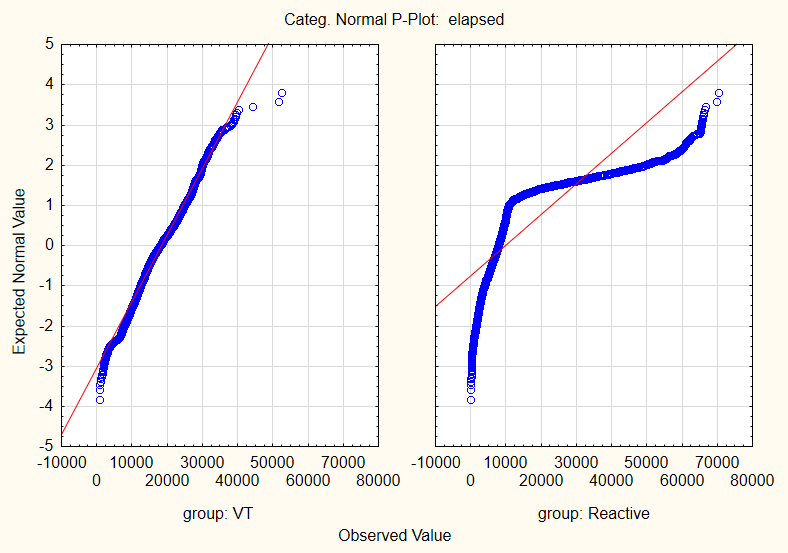 Categ. Normal P-Plot: elapsed
Expected Normal Value
5
4
3
2
1
0
-1
-2
-3
-4
-5
-10000 10000 30000 50000 70000
0 20000 40000 60000 80000
-10000 10000 30000 50000 70000
0 20000 40000 60000 80000
group: VT
group: Reactive
Observed Value